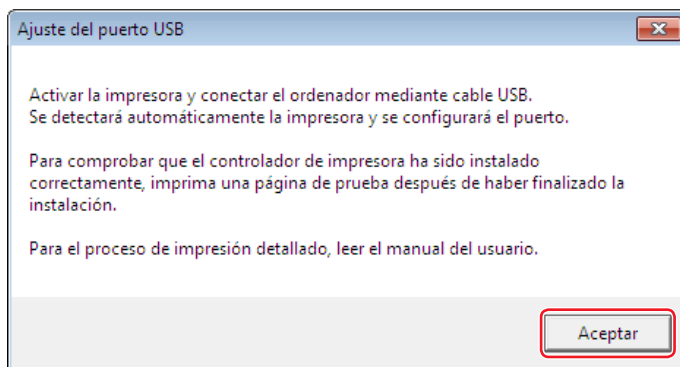 Ajuste del puerto USB
Activar la impresora y conectar el ordenador mediante cable USB.
Se detectará automáticamente la impresora y se configurará el puerto.
Para comprobar que el controlador de impresora ha sido instalado
correctamente, imprima una página de prueba después de haber finalizado la
instalación.
Para el proceso de impresión detallado, leer el manual del usuario.
Aceptar